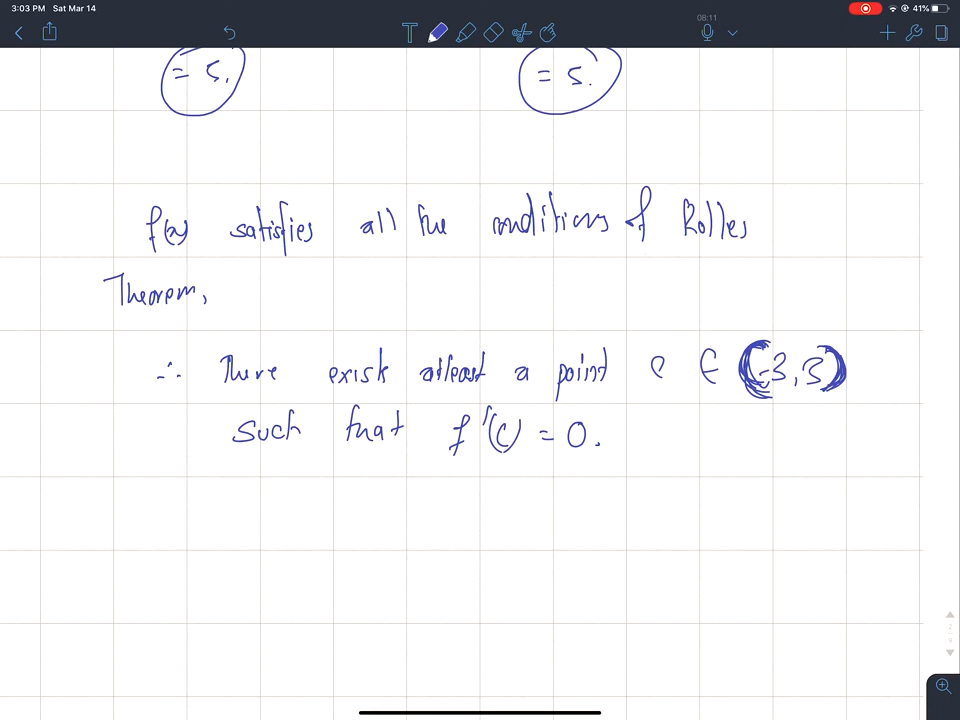 3:03 PM Sat Mar 14
41%
08:11
T
= 5.
= 5.
f(x) satisfies all the conditions of Rolles
Theorem,
∴ There exist atleast a point c ∈ (-3,3)
such that f'(c) = 0.